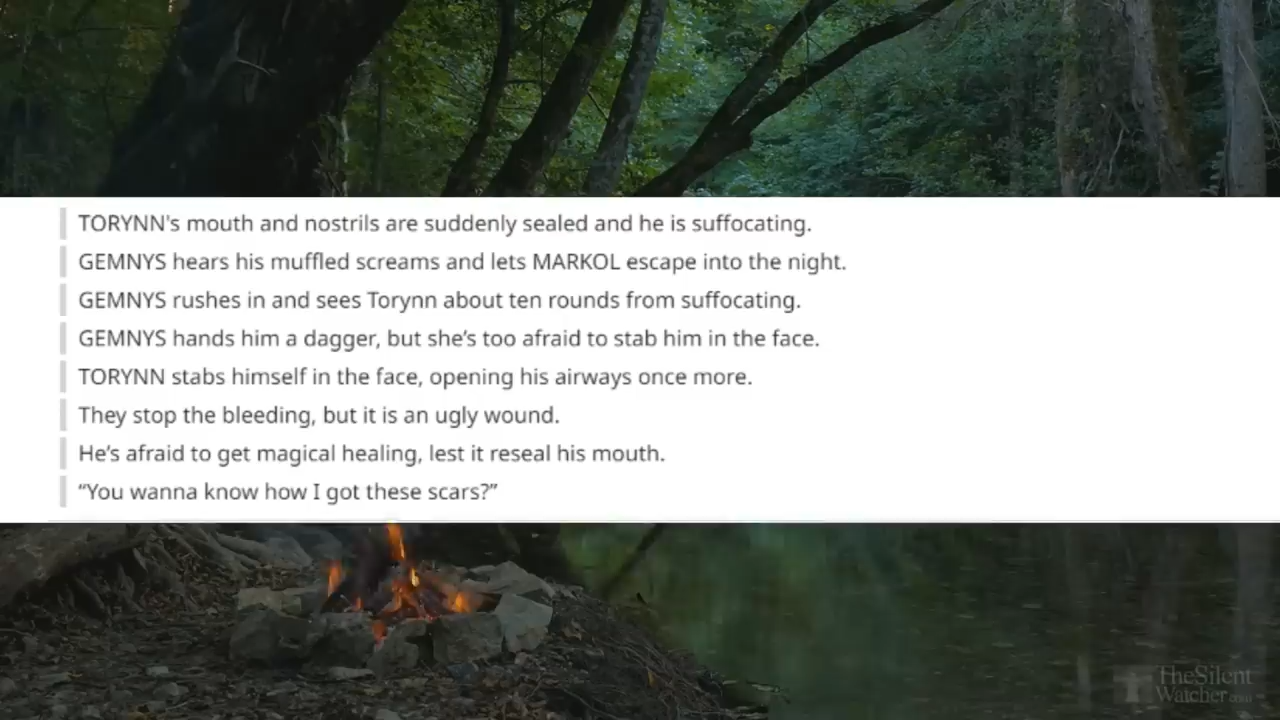 TORYNN's mouth and nostrils are suddenly sealed and he is suffocating.
GEMNYS hears his muffled screams and lets MARKOL escape into the night.
GEMNYS rushes in and sees Torynn about ten rounds from suffocating.
GEMNYS hands him a dagger, but she’s too afraid to stab him in the face.
TORYNN stabs himself in the face, opening his airways once more.
They stop the bleeding, but it is an ugly wound.
He’s afraid to get magical healing, lest it reseal his mouth.
“You wanna know how I got these scars?”
TheSilent
Watcher.com